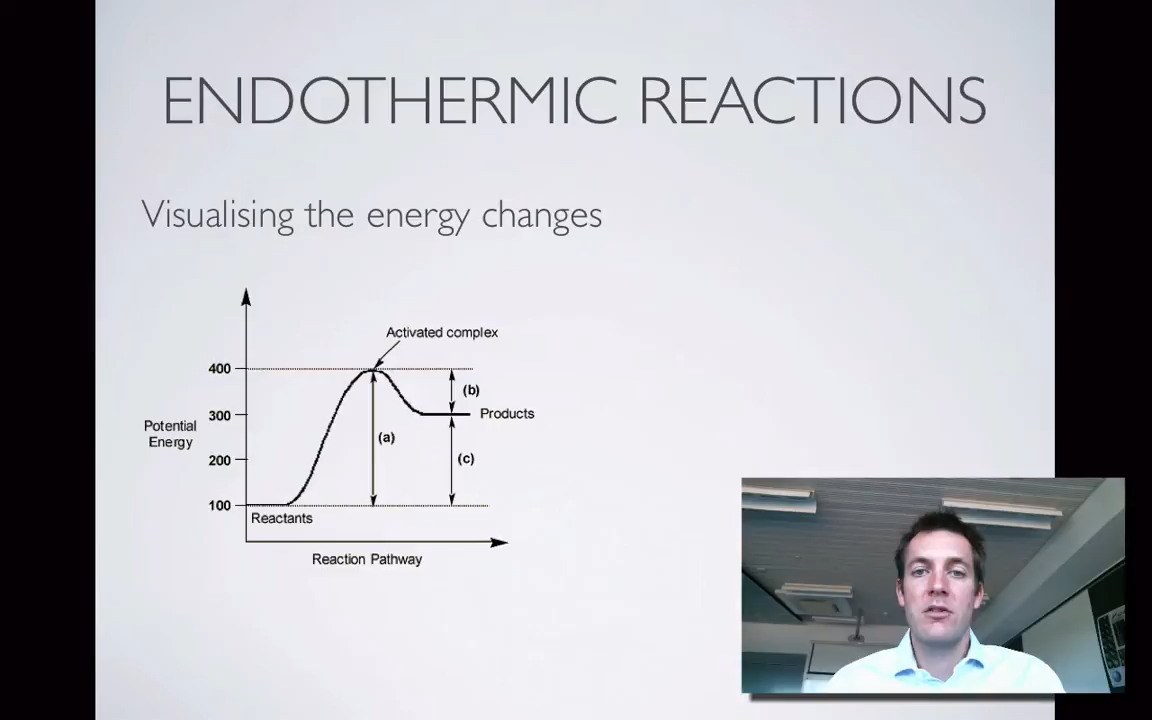 ENDOTHERMIC REACTIONS
Visualising the energy changes
Activated complex
400
(b)
300
Products
Potential
Energy
(a)
200
(c)
100
Reactants
Reaction Pathway